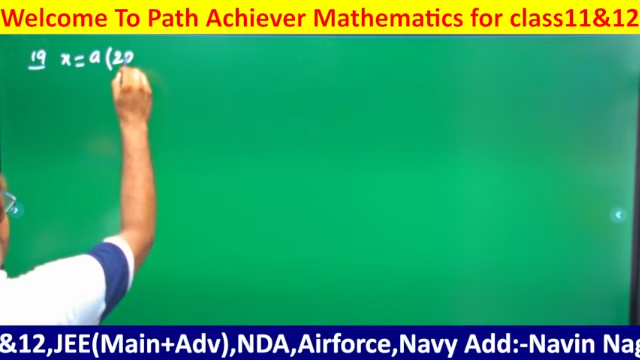 Welcome To Path Achiever Mathematics for class11&12
19 x = a (2
&12,JEE(Main+Adv),NDA,Airforce,Navy Add:-Navin Nag